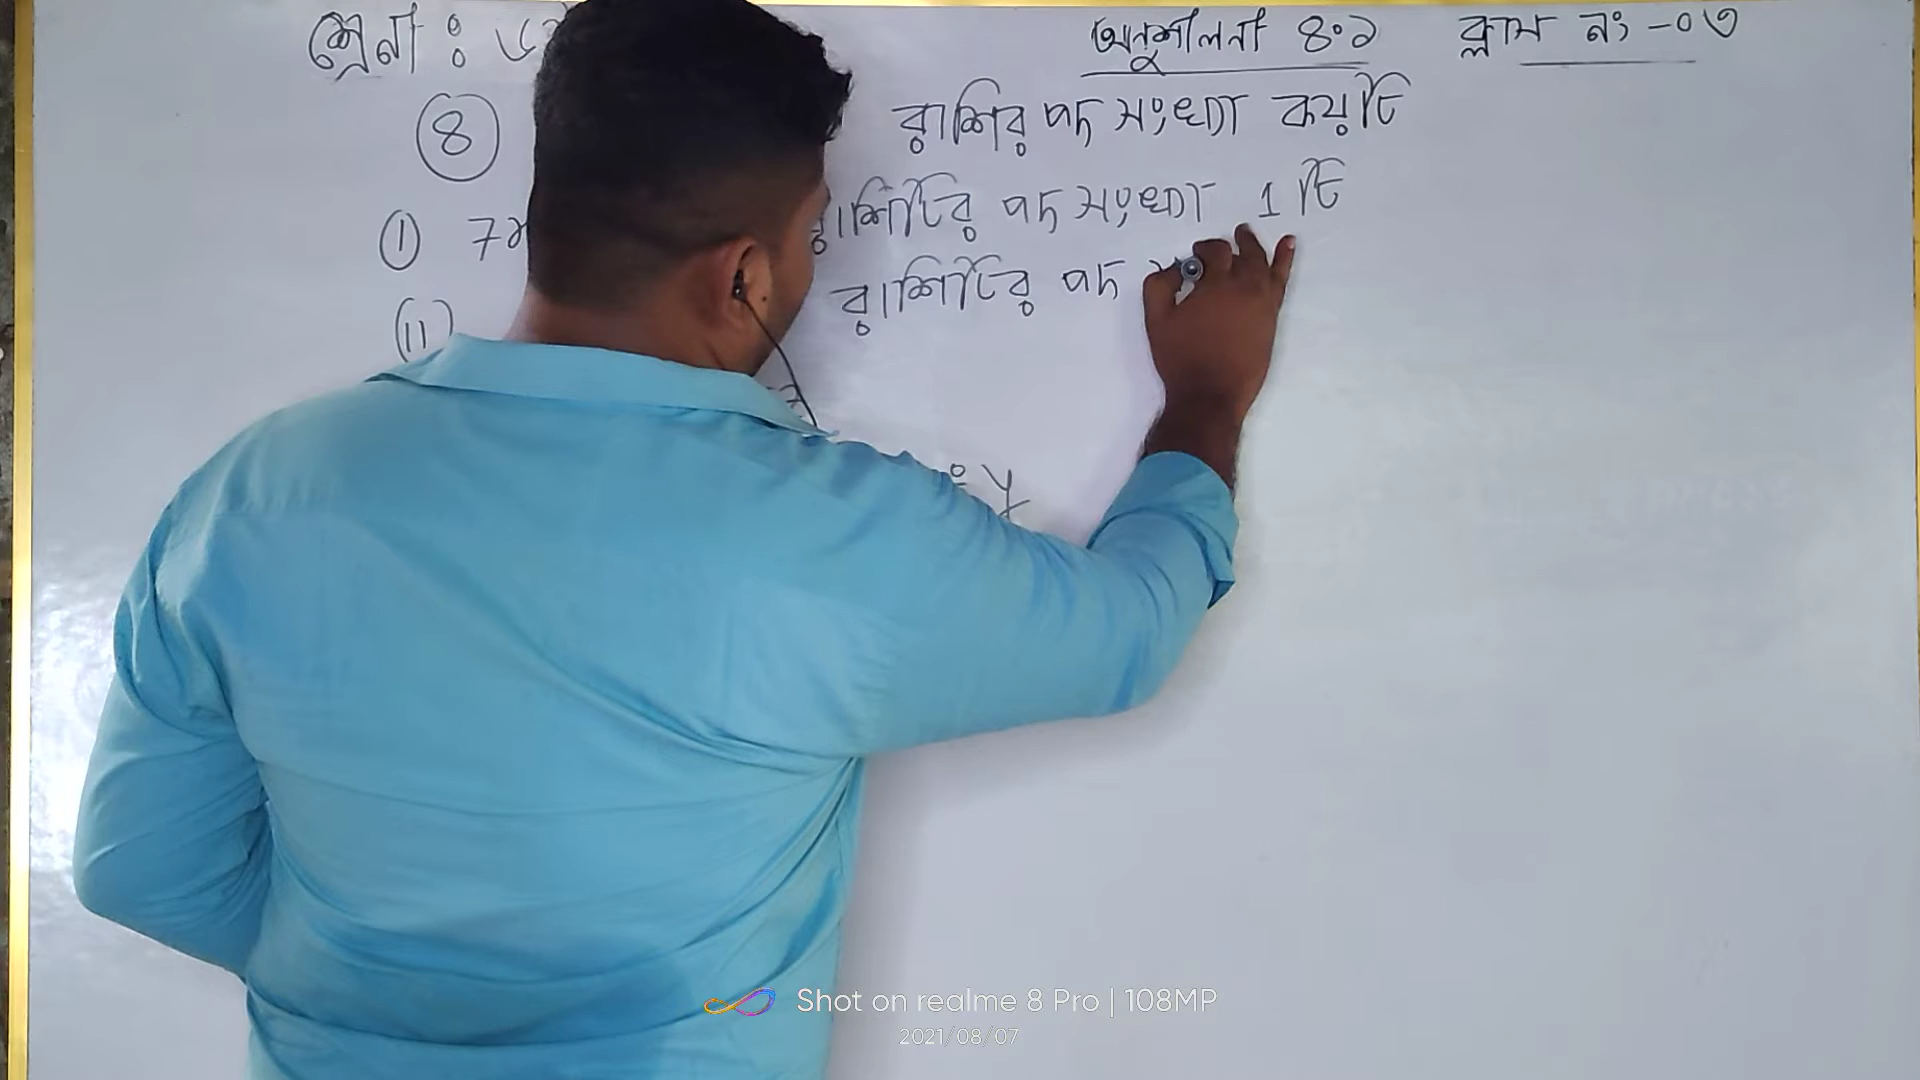 শ্রেনী : অনুশীলনী ৪.১ ক্লাস নং -০৩
৪ রাশির পদ সংখ্যা কয়টি
i রাশিটির পদ সংখ্যা 1 টি
ii রাশিটির পদ
y
Shot on realme 8 Pro | 108MP
2021/08/07